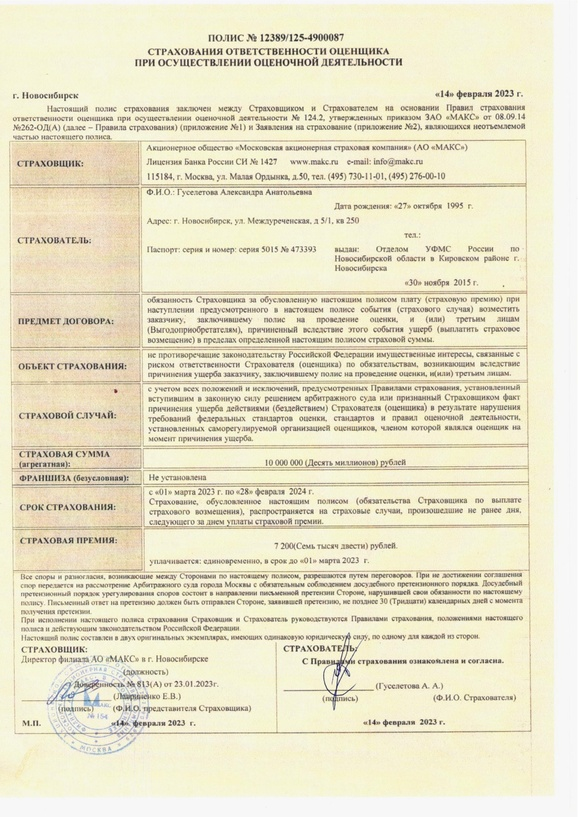 ПОЛИС № 12389/125-4900087
СТРАХОВАНИЯ ОТВЕТСТВЕННОСТИ ОЦЕНЩИКА
ПРИ ОСУЩЕСТВЛЕНИИ ОЦЕНОЧНОЙ ДЕЯТЕЛЬНОСТИ
г. Новосибирск «14» февраля 2023 г.
Настоящий полис страхования заключен между Страховщиком и Страхователем на основании Правил страхования
ответственности оценщика при осуществлении оценочной деятельности № 124.2, утвержденных приказом ЗАО «МАКС» от 08.09.14
№262-ОД(А) (далее – Правила страхования) (приложение №1) и Заявления на страхование (приложение №2), являющихся неотъемлемой
частью настоящего полиса.
СТРАХОВЩИК:
Акционерное общество «Московская акционерная страховая компания» (АО «МАКС»)
Лицензия Банка России СИ № 1427 www.makc.ru e-mail: info@makc.ru
115184, г. Москва, ул. Малая Ордынка, д.50, тел. (495) 730-11-01, (495) 276-00-10
СТРАХОВАТЕЛЬ:
Ф.И.О.: Гуселетова Александра Анатольевна
Дата рождения: «27» октября 1995 г.
Адрес: г. Новосибирск, ул. Междуреченская, д 5/1, кв 250
тел.:
Паспорт: серия и номер: серия 5015 № 473393 выдан: Отделом УФМС России по
Новосибирской области в Кировском районе г.
Новосибирска
«30» ноября 2015 г.
ПРЕДМЕТ ДОГОВОРА:
обязанность Страховщика за обусловленную настоящим полисом плату (страховую премию) при
наступлении предусмотренного в настоящем полисе события (страхового случая) возместить
заказчику, заключившему полис на проведение оценки, и (или) третьим лицам
(Выгодоприобретателям), причиненный вследствие этого события ущерб (выплатить страховое
возмещение) в пределах определенной настоящим полисом страховой суммы.
ОБЪЕКТ СТРАХОВАНИЯ:
не противоречащие законодательству Российской Федерации имущественные интересы, связанные с
риском ответственности Страхователя (оценщика) по обязательствам, возникающим вследствие
причинения ущерба заказчику, заключившему полис на проведение оценки, и(или) третьим лицам.
СТРАХОВОЙ СЛУЧАЙ:
с учетом всех положений и исключений, предусмотренных Правилами страхования, установленный
вступившим в законную силу решением арбитражного суда или признанный Страховщиком факт
причинения ущерба действиями (бездействием) Страхователя (оценщика) в результате нарушения
требований федеральных стандартов оценки, стандартов и правил оценочной деятельности,
установленных саморегулируемой организацией оценщиков, членом которой являлся оценщик на
момент причинения ущерба.
СТРАХОВАЯ СУММА
(агрегатная):
10 000 000 (Десять миллионов) рублей
ФРАНШИЗА (безусловная):
Не установлена
СРОК СТРАХОВАНИЯ:
с «01» марта 2023 г. по «28» февраля 2024 г.
Страхование, обусловленное настоящим полисом (обязательства Страховщика по выплате
страхового возмещения), распространяется на страховые случаи, произошедшие не ранее дня,
следующего за днем уплаты страховой премии.
СТРАХОВАЯ ПРЕМИЯ:
7 200(Семь тысяч двести) рублей.
уплачивается: единовременно, в срок до «01» марта 2023 г.
Все споры и разногласия, возникающие между Сторонами по настоящему полису, разрешаются путем переговоров. При не достижении соглашения
спор передается на рассмотрение Арбитражного суда города Москвы с обязательным соблюдением досудебного претензионного порядка. Досудебный
претензионный порядок урегулирования споров состоит в направлении письменной претензии Стороне, нарушившей свои обязанности по настоящему
полису. Письменный ответ на претензию должен быть отправлен Стороне, заявившей претензию, не позднее 30 (Тридцати) календарных дней с момента
получения претензии.
При исполнении настоящего полиса страхования Страховщик и Страхователь руководствуются Правилами страхования, положениями настоящего
полиса и действующим законодательством Российской Федерации.
Настоящий полис составлен в двух оригинальных экземплярах, имеющих одинаковую юридическую силу, по одному для каждой из сторон.
СТРАХОВЩИК:
Директор филиала АО «МАКС» в г. Новосибирске
(должность)
Доверенность № 813(А) от 23.01.2023г.
(Лавриненко Е.В.)
(подпись) (Ф.И.О. представителя Страховщика)
М.П. «14» февраля 2023 г.
№ 154
МОСКВА
СТРАХОВАТЕЛЬ:
С Правилами страхования ознакомлена и согласна.
(Гуселетова А. А.)
(подпись) (Ф.И.О. Страхователя)
«14» февраля 2023 г.